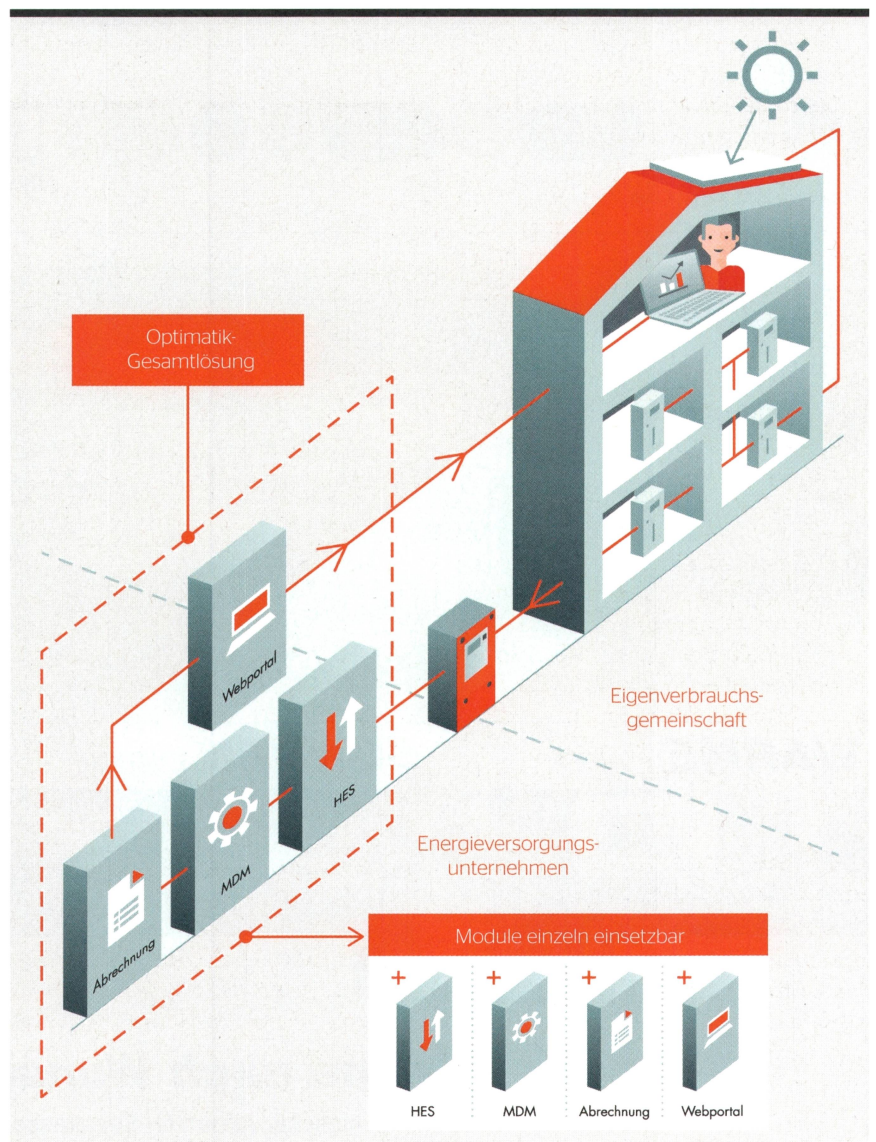 Optimatik-
Gesamtlösung
Webportal
HES
MDM
Abrechnung
Eigenverbrauchs-
gemeinschaft
Energieversorgungs-
unternehmen
Module einzeln einsetzbar
HES
MDM
Abrechnung
Webportal